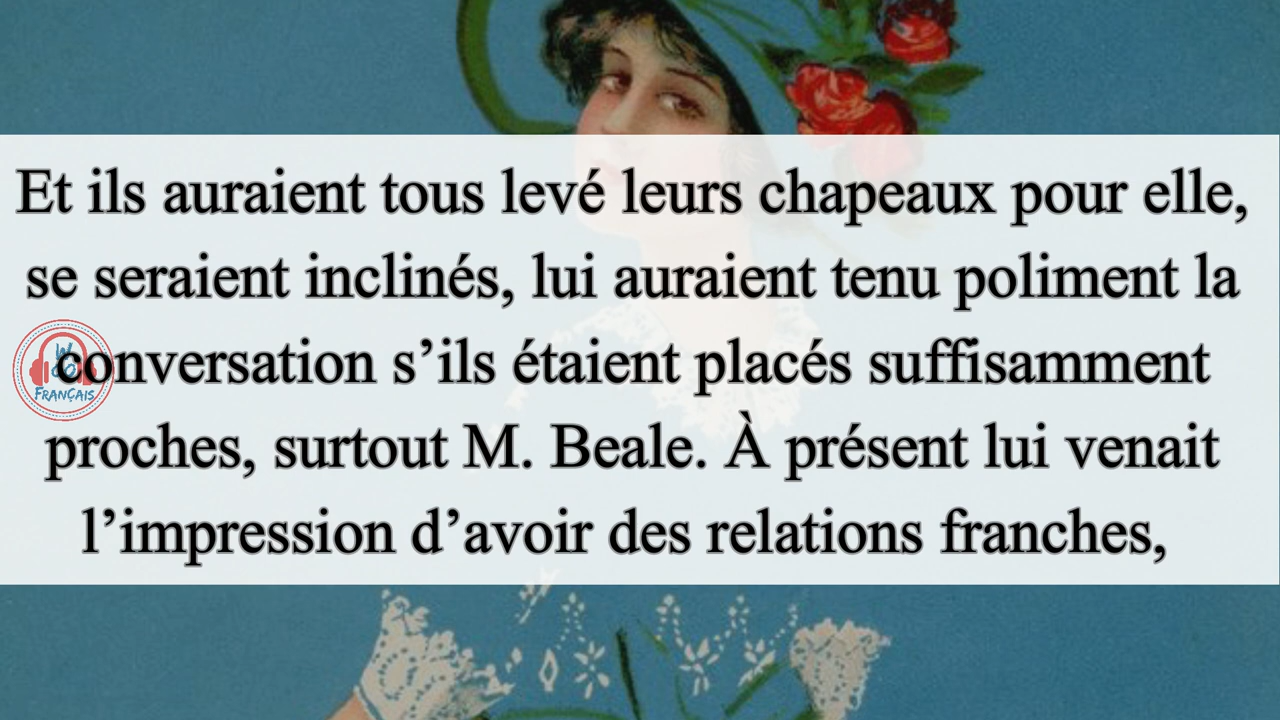 Et ils auraient tous levé leurs chapeaux pour elle,
se seraient inclinés, lui auraient tenu poliment la
conversation s’ils étaient placés suffisamment
proches, surtout M. Beale. À présent lui venait
l’impression d’avoir des relations franches,
FRANÇAIS